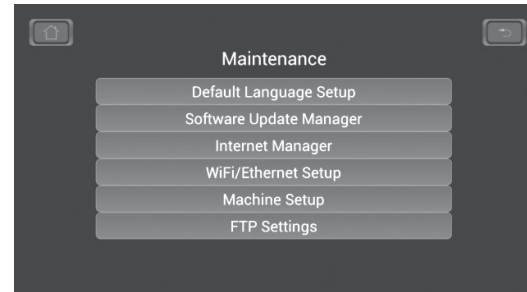 Maintenance
Default Language Setup
Software Update Manager
Internet Manager
WiFi/Ethernet Setup
Machine Setup
FTP Settings